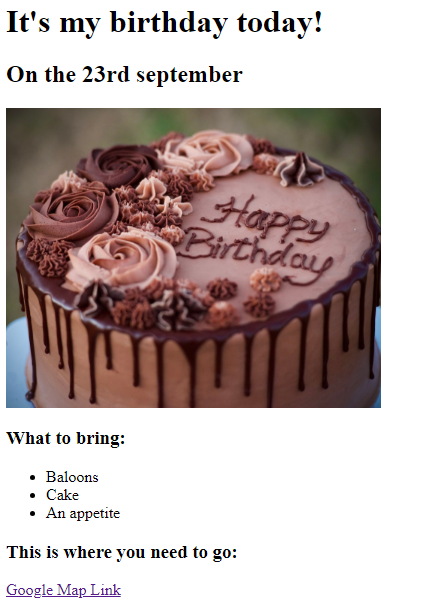 It's my birthday today!
On the 23rd september
Happy
Birthday
What to bring:
Baloons
Cake
An appetite
This is where you need to go:
Google Map Link